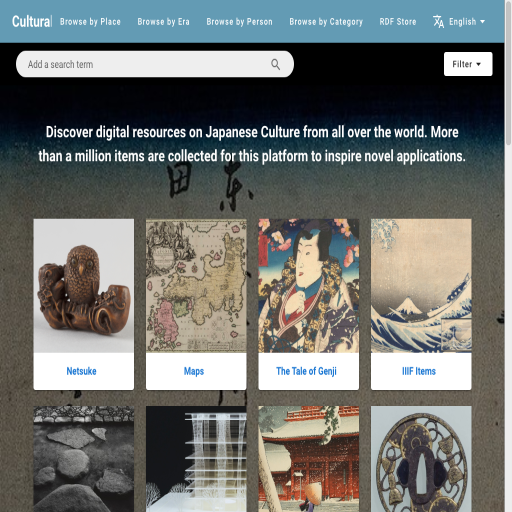 Cultural
Browse by Place
Browse by Era
Browse by Person
Browse by Category
RDF Store
English
Add a search term
Filter
Discover digital resources on Japanese Culture from all over the world. More
than a million items are collected for this platform to inspire novel applications.
Netsuke
Maps
The Tale of Genji
IIIF Items